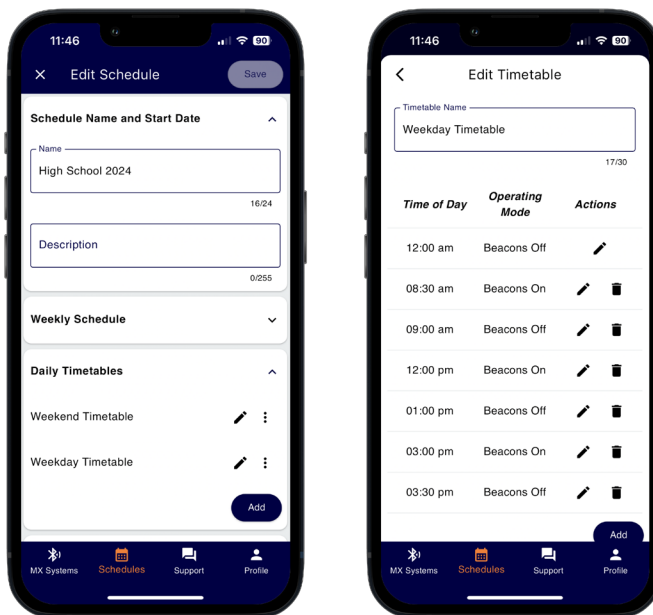 11:46
90
Edit Schedule
Save
Schedule Name and Start Date
Name
High School 2024
16/24
Description
0/255
Weekly Schedule
Daily Timetables
Weekend Timetable
Weekday Timetable
Add
MX Systems
Schedules
Support
Profile
11:46
90
Edit Timetable
Timetable Name
Weekday Timetable
17/30
Time of Day Operating Mode Actions
12:00 am Beacons Off
08:30 am Beacons On
09:00 am Beacons Off
12:00 pm Beacons On
01:00 pm Beacons Off
03:00 pm Beacons On
03:30 pm Beacons Off
Add
MX Systems
Schedules
Support
Profile